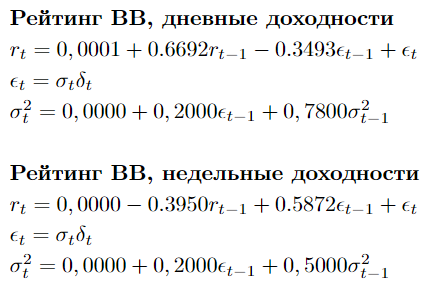 Рейтинг BB, дневные доходности
r_t = 0,0001 + 0.6692r_{t−1} − 0.3493ϵ_{t−1} + ϵ_t
ϵ_t = σ_tδ_t
σ_t^2 = 0,0000 + 0,2000ϵ_{t−1} + 0,7800σ_{t−1}^2
Рейтинг BB, недельные доходности
r_t = 0,0000 − 0.3950r_{t−1} + 0.5872ϵ_{t−1} + ϵ_t
ϵ_t = σ_tδ_t
σ_t^2 = 0,0000 + 0,2000ϵ_{t−1} + 0,5000σ_{t−1}^2